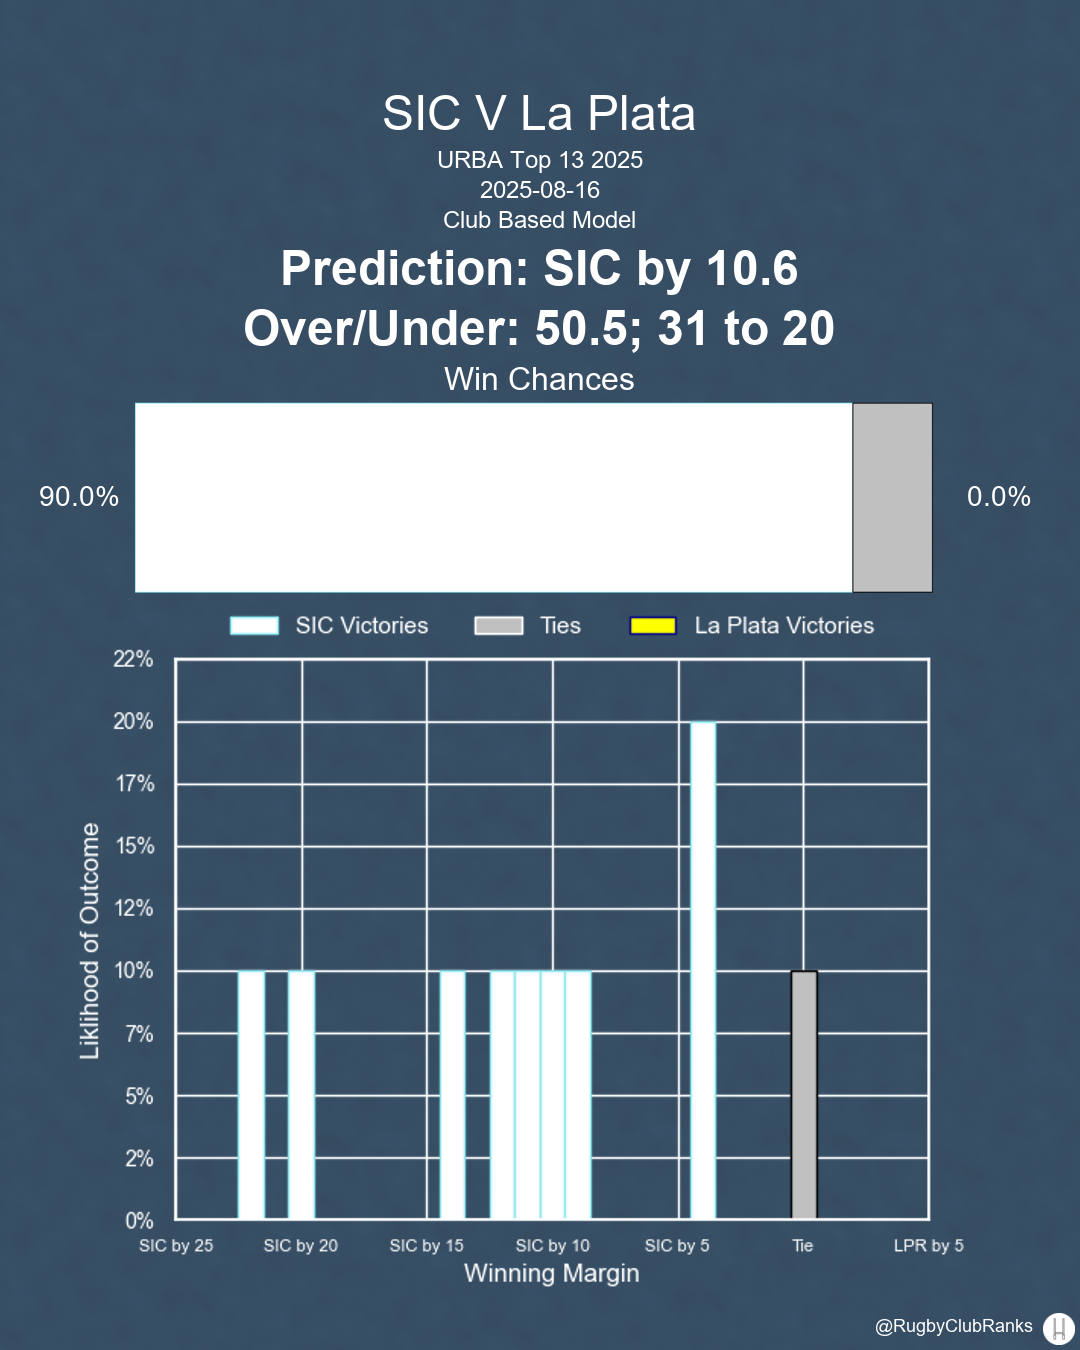 SIC V La Plata
URBA Top 13 2025
2025-08-16
Club Based Model
Prediction: SIC by 10.6
Over/Under: 50.5; 31 to 20
Win Chances
90.0%
0.0%
SIC Victories
Ties
La Plata Victories
22%
20%
17%
15%
12%
10%
7%
5%
2%
0%
Liklihood of Outcome
SIC by 25
SIC by 20
SIC by 15
SIC by 10
SIC by 5
Tie
LPR by 5
Winning Margin
@RugbyClubRanks